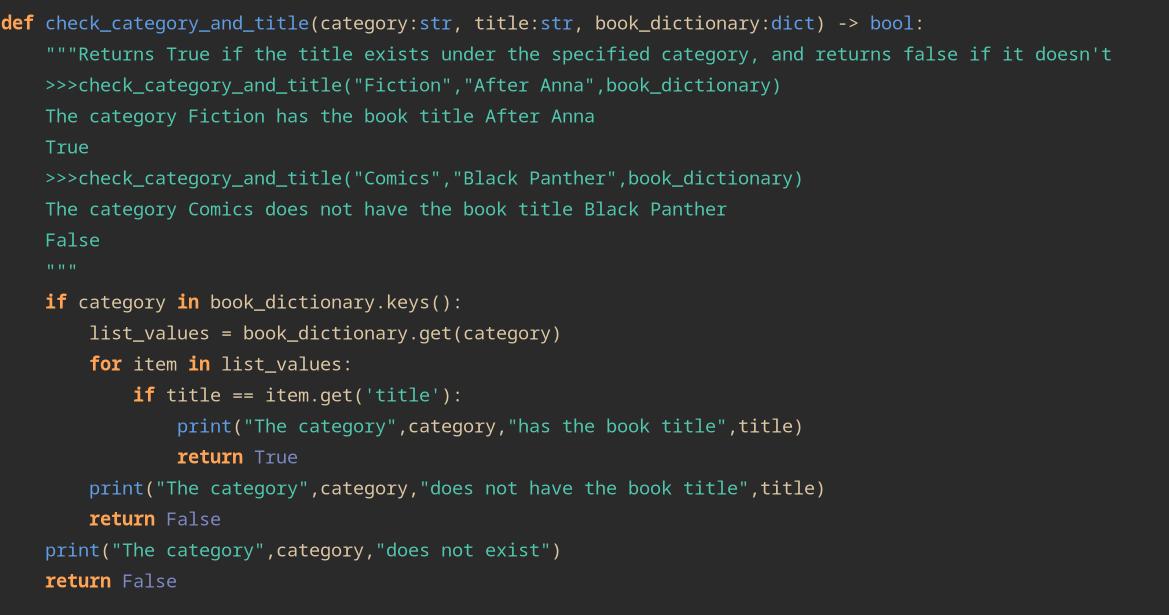 def check_category_and_title(category:str, title:str, book_dictionary:dict) -> bool:
    """Returns True if the title exists under the specified category, and returns false if it doesn't
    >>>check_category_and_title("Fiction","After Anna",book_dictionary)
    The category Fiction has the book title After Anna
    True
    >>>check_category_and_title("Comics","Black Panther",book_dictionary)
    The category Comics does not have the book title Black Panther
    False
    """
    if category in book_dictionary.keys():
        list_values = book_dictionary.get(category)
        for item in list_values:
            if title == item.get('title'):
                print("The category",category,"has the book title",title)
                return True
        print("The category",category,"does not have the book title",title)
        return False
    print("The category",category,"does not exist")
    return False